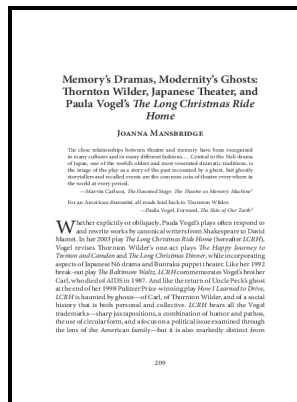 Memory's Dramas, Modernity's Ghosts:
Thornton Wilder, Japanese Theater, and
Paula Vogel's The Long Christmas Ride
Home
Joanna Mansbridge
The close relationships between theatre and memory have been recognized
in many cultures and in many different fashions.… Central to the Noh drama
of Japan, one of the world's oldest and most venerated dramatic traditions, is
the image of the play as a story of the past recounted by a ghost, but ghostly
storytellers and recalled events are the common coin of theatre everywhere in
the world at every period.
—Marvin Carlson, The Haunted Stage: The Theatre as Memory Machine¹
For an American dramatist, all roads lead back to Thornton Wilder.
—Paula Vogel, Forward, The Skin of Our Teeth²
Whether explicitly or obliquely, Paula Vogel's plays often respond to
and rewrite works by canonical writers from Shakespeare to David
Mamet. In her 2003 play The Long Christmas Ride Home (hereafter LCRH),
Vogel revises Thornton Wilder's one-act plays The Happy Journey to
Trenton and Camden and The Long Christmas Dinner, while incorporating
aspects of Japanese Nō drama and Bunraku puppet theater. Like her 1992
break-out play The Baltimore Waltz, LCRH commemorates Vogel's brother
Carl, who died of AIDS in 1987. And like the return of Uncle Peck's ghost
at the end of her 1998 Pulitzer Prize-winning play How I Learned to Drive,
LCRH is haunted by ghosts—of Carl, of Thornton Wilder, and of a social
history that is both personal and collective. LCRH bears all the Vogel
trademarks—sharp juxtapositions, a combination of humor and pathos,
the use of circular form, and a focus on a political issue examined through
the lens of the American family—but it is also markedly distinct from
209